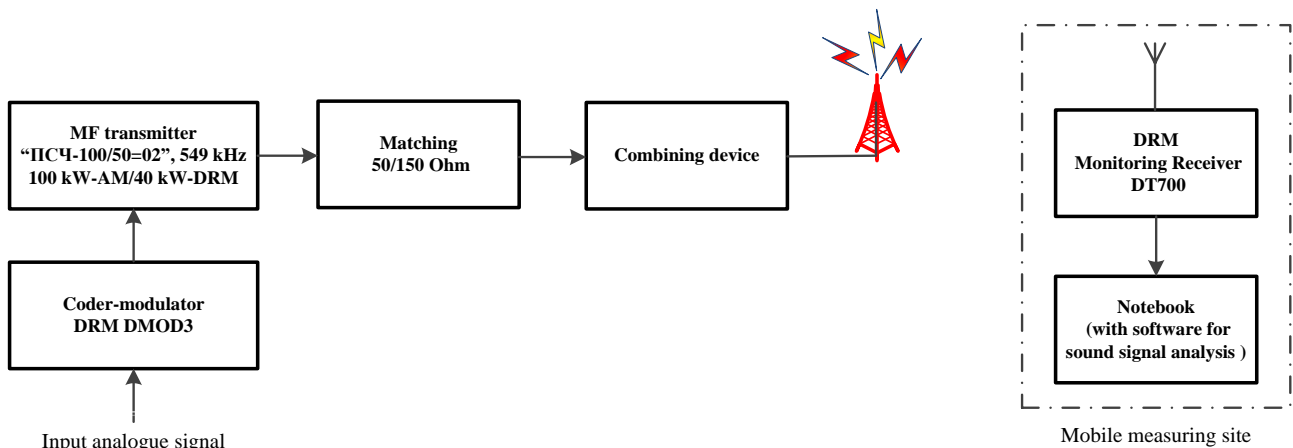 MF transmitter
“ПСЧ-100/50=02”, 549 kHz
100 kW-AM/40 kW-DRM
Matching
50/150 Ohm
Combining device
Coder-modulator
DRM DMOD3
Input analogue signal
DRM
Monitoring Receiver
DT700
Notebook
(with software for
sound signal analysis )
Mobile measuring site